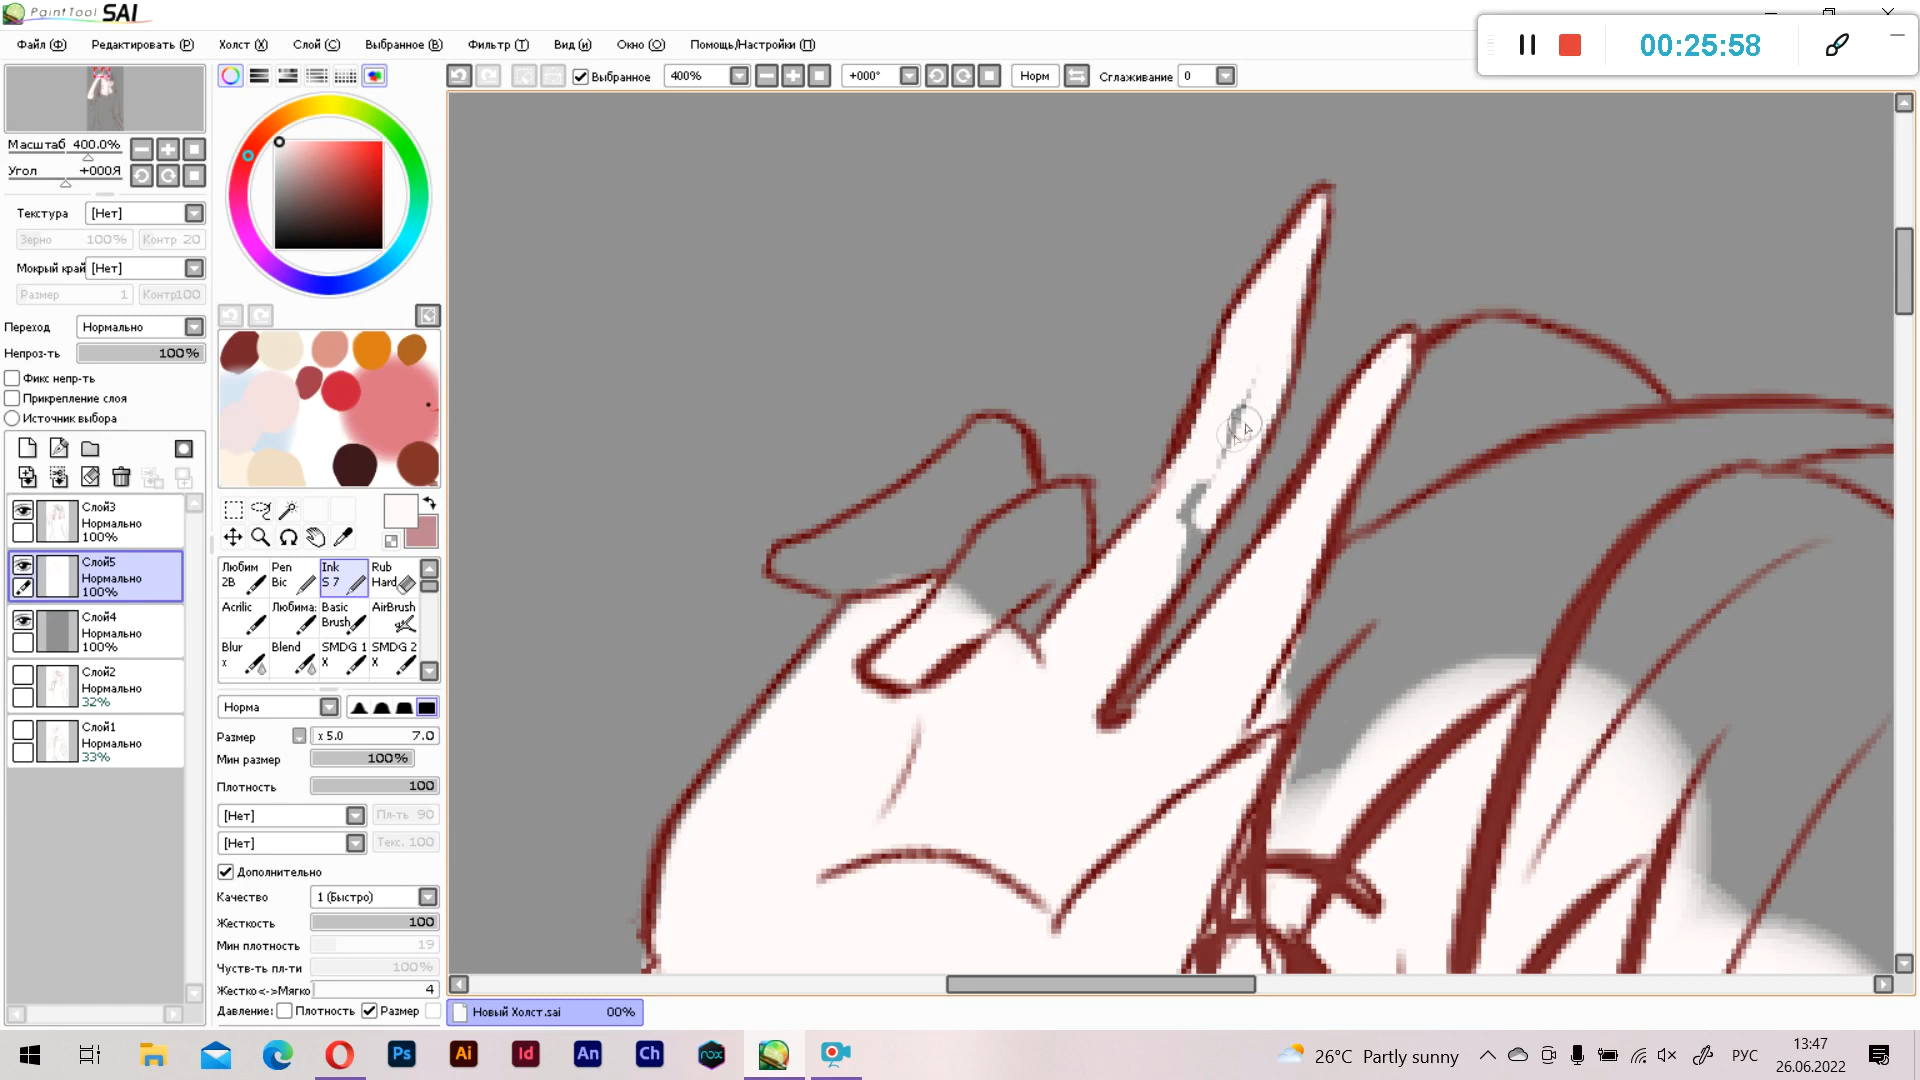 PaintTool SAI
Файл (Ф) Редактировать (P) Холст (X) Слой (C) Выбранное (B) Фильтр (T) Вид (и) Окно (O) Помощь/Настройки (П)
00:25:58
Выбранное 400% +000° Норм Сглаживание 0
Масштаб 400.0%
Угол +000Я
Текстура [Нет]
Зерно 100% Контр 20
Мокрый край [Нет]
Размер 1 Контр100
Переход Нормально
Непроз-ть 100%
Фикс непр-ть
Прикрепление слоя
Источник выбора
Слой3
Нормально
100%
Слой5
Нормально
100%
Слой4
Нормально
100%
Слой2
Нормально
32%
Слой1
Нормально
33%
Любим 2B
Pen Bic
Ink S 7
Rub Hard
Acrilic
Любима:
Basic Brush
AirBrush
Blur x
Blend
SMDG 1 X
SMDG 2 X
Норма
Размер x 5.0 7.0
Мин размер 100%
Плотность 100
[Нет] Пл-ть 90
[Нет] Текс. 100
Дополнительно
Качество 1 (Быстро)
Жесткость 100
Мин плотность 19
Чуств-ть пл-ти 100%
Жестко<->Мягко 4
Давление: Плотность Размер
Новый Холст.sai 00%
Ps Ai Id An Ch nox
26°C Partly sunny
РУС
13:47
26.06.2022